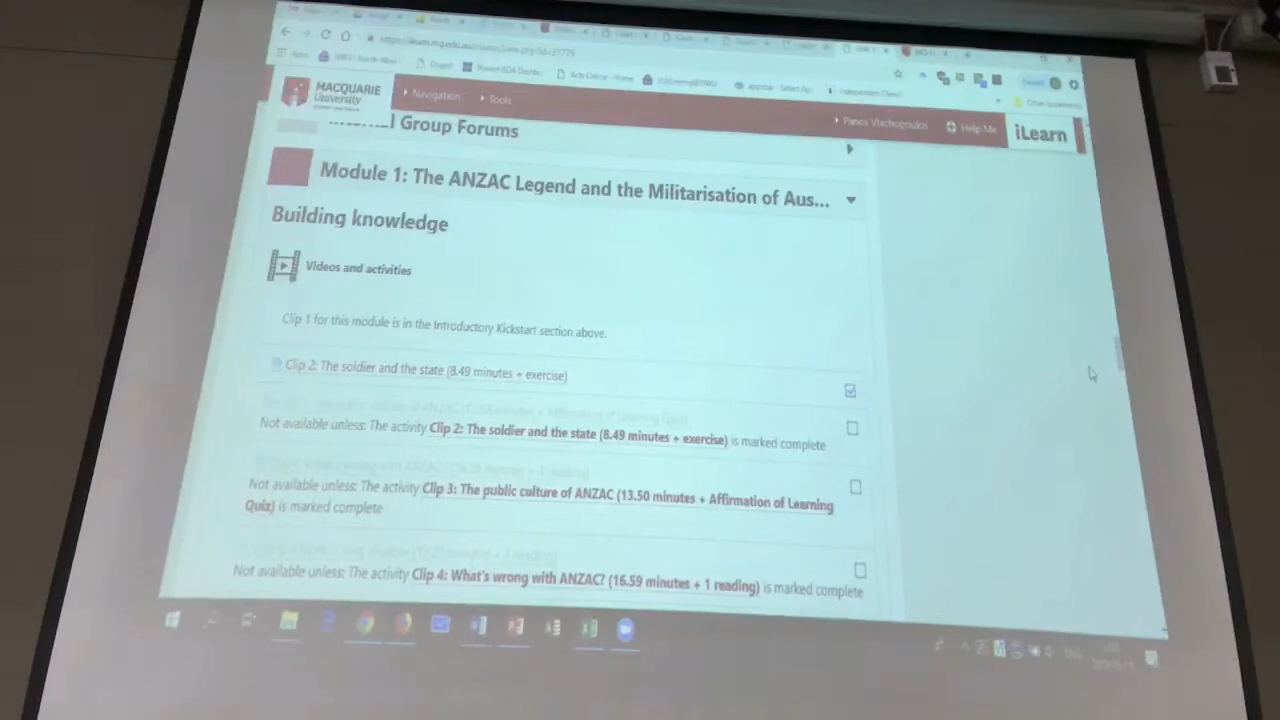 MACQUARIE
University
Navigation
Tools
Panos Vlachopoulos
Help Me
iLearn
Group Forums
Module 1: The ANZAC Legend and the Militarisation of Aus...
Building knowledge
Videos and activities
Clip 1 for this module is in the Introductory Kickstart section above.
Clip 2: The soldier and the state (8.49 minutes + exercise)
Not available unless: The activity Clip 2: The soldier and the state (8.49 minutes + exercise) is marked complete
Not available unless: The activity Clip 3: The public culture of ANZAC (13.50 minutes + Affirmation of Learning
Quiz) is marked complete
Not available unless: The activity Clip 4: What's wrong with ANZAC? (16.59 minutes + 1 reading) is marked complete